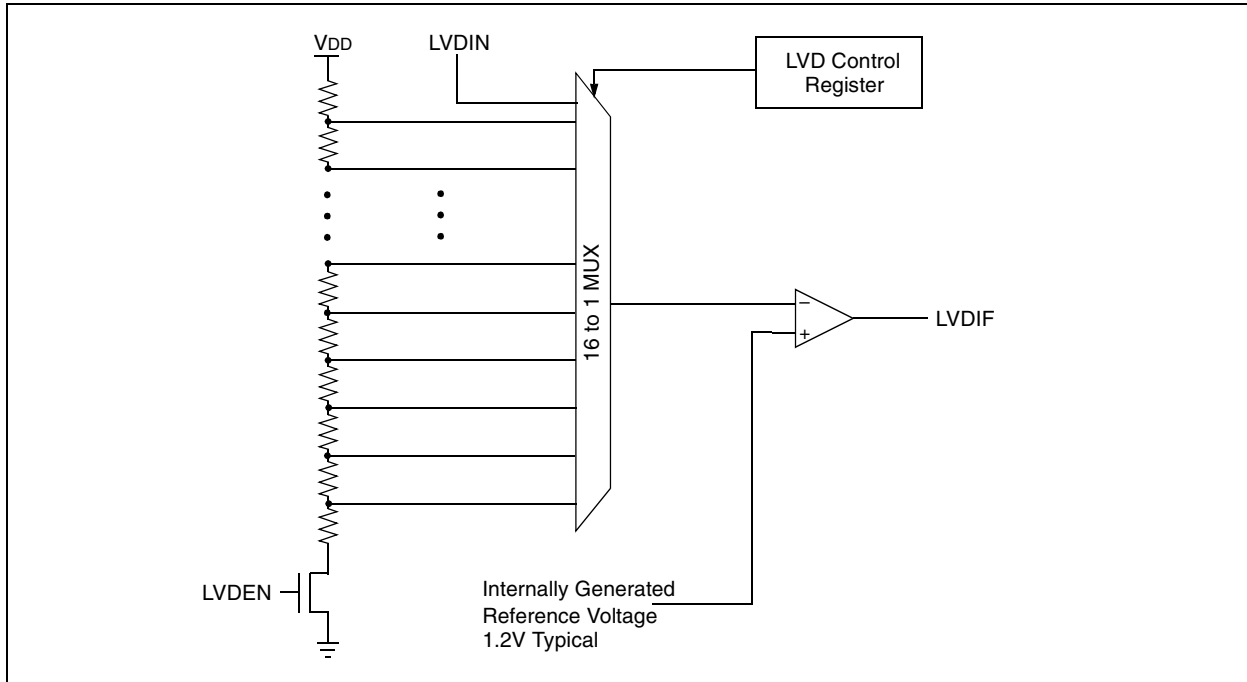 VDD
LVDIN
LVD Control
Register
16 to 1 MUX
–
+
LVDIF
LVDEN
Internally Generated
Reference Voltage
1.2V Typical